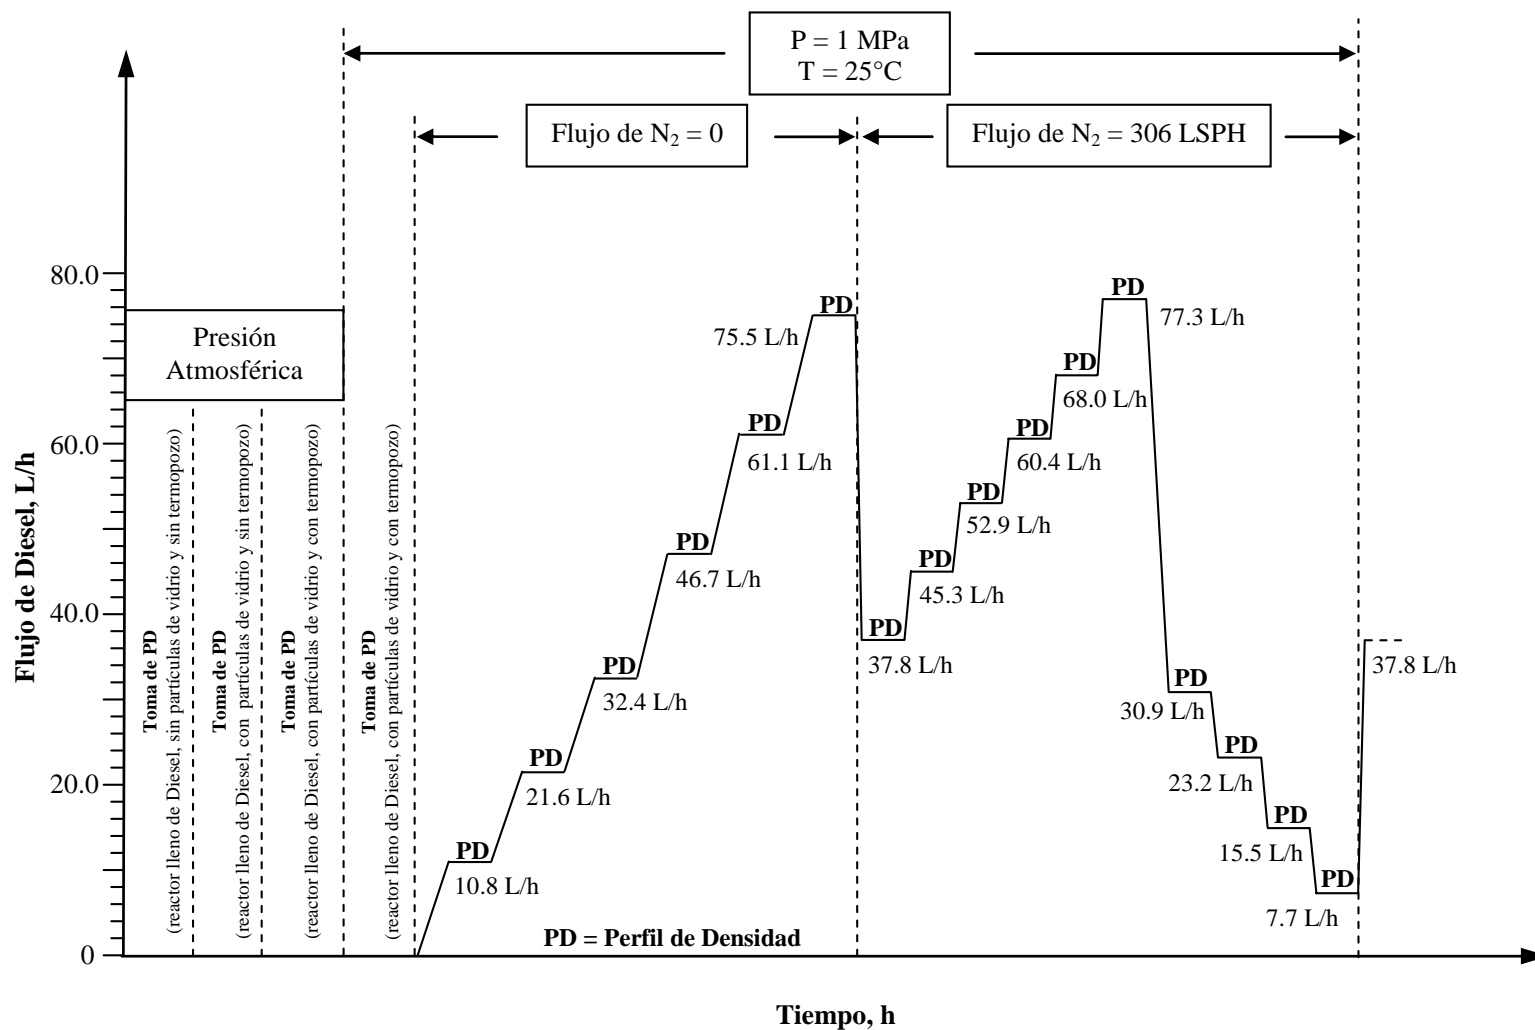 P = 1 MPa
T = 25°C
Flujo de N₂ = 0
Flujo de N₂ = 306 LSPH
Flujo de Diesel, L/h
80.0
60.0
40.0
20.0
0
Presión
Atmosférica
Toma de PD
(reactor lleno de Diesel, sin partículas de vidrio y sin termopozo)
Toma de PD
(reactor lleno de Diesel, con partículas de vidrio y sin termopozo)
Toma de PD
(reactor lleno de Diesel, con partículas de vidrio y con termopozo)
Toma de PD
(reactor lleno de Diesel, con partículas de vidrio y con termopozo)
PD
10.8 L/h
PD
21.6 L/h
PD
32.4 L/h
PD
46.7 L/h
PD
61.1 L/h
PD
75.5 L/h
PD
37.8 L/h
PD
45.3 L/h
PD
52.9 L/h
PD
60.4 L/h
PD
68.0 L/h
PD
77.3 L/h
PD
30.9 L/h
PD
23.2 L/h
PD
15.5 L/h
PD
7.7 L/h
37.8 L/h
PD = Perfil de Densidad
Tiempo, h